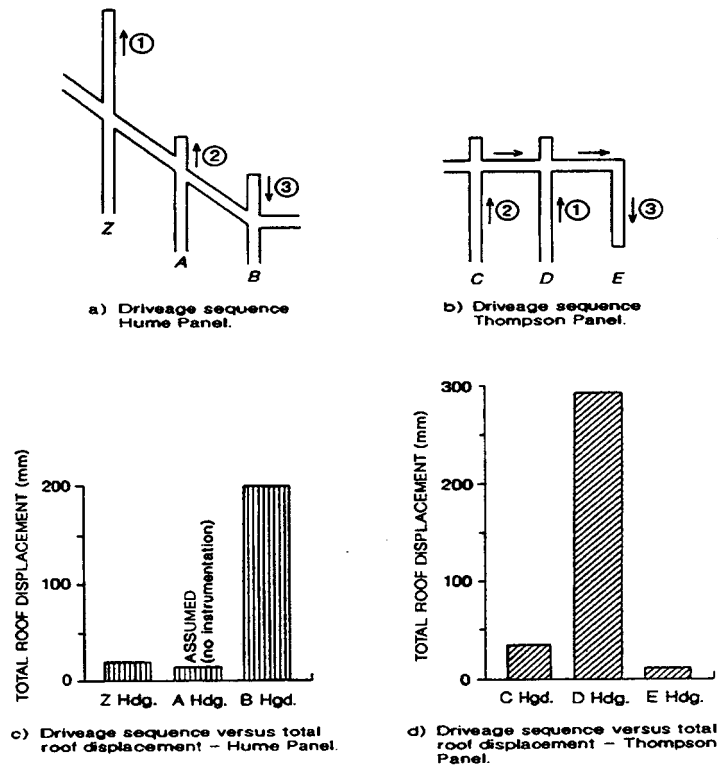 ①
②
③
Z
A
B
a) Driveage sequence
Hume Panel.
②
①
③
C
D
E
b) Driveage sequence
Thompson Panel.
TOTAL ROOF DISPLACEMENT (mm)
200
100
0
ASSUMED
(no instrumentation)
Z Hdg.
A Hdg.
B Hgd.
c) Driveage sequence versus total
roof displacement – Hume Panel.
TOTAL ROOF DISPLACEMENT (mm)
300
200
100
0
C Hgd.
D Hdg.
E Hdg.
d) Driveage sequence versus total
roof displacement – Thompson
Panel.